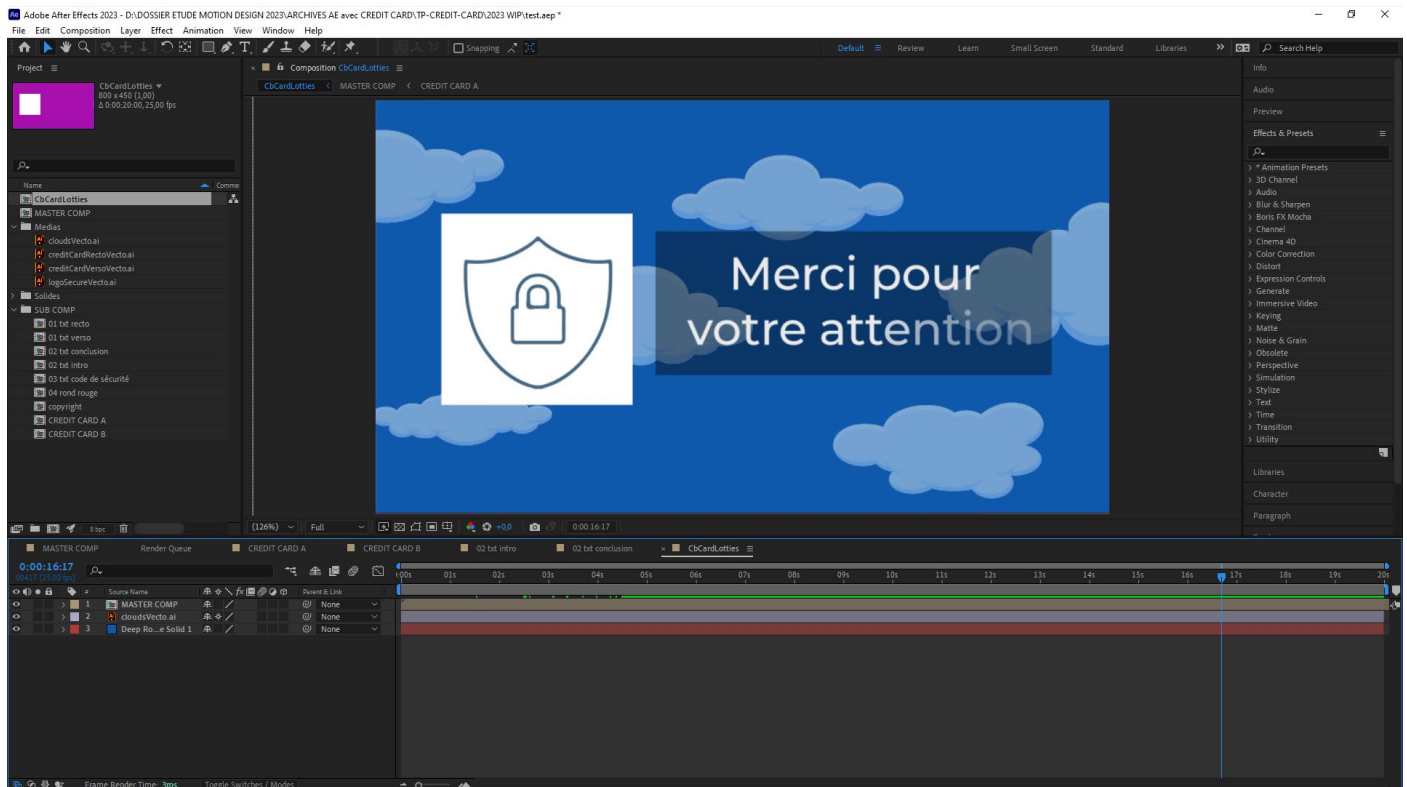 Adobe After Effects 2023 - D:\DOSSIER ETUDE MOTION DESIGN 2023\ARCHIVES AE avec CREDIT CARD\TP-CREDIT-CARD\2023 WIP\test.aep *
File Edit Composition Layer Effect Animation View Window Help
Snapping Default Review Learn Small Screen Standard Libraries Search Help
Project
Composition CbCardLotties
Info
CbCardLotties
800 x 450 (1,00)
Δ 0:00:20:00, 25,00 fps
CbCardLotties MASTER COMP CREDIT CARD A
Audio
Preview
Effects & Presets
Name Comme
CbCardLotties
MASTER COMP
Medias
cloudsVecto.ai
creditCardRectoVecto.ai
creditCardVersoVecto.ai
logoSecureVecto.ai
Solides
SUB COMP
01 txt recto
01 txt verso
02 txt conclusion
02 txt intro
03 txt code de sécurité
04 rond rouge
copyright
CREDIT CARD A
CREDIT CARD B
Merci pour
votre attention
* Animation Presets
3D Channel
Audio
Blur & Sharpen
Boris FX Mocha
Channel
Cinema 4D
Color Correction
Distort
Expression Controls
Generate
Immersive Video
Keying
Matte
Noise & Grain
Obsolete
Perspective
Simulation
Stylize
Text
Time
Transition
Utility
Libraries
Character
Paragraph
8 bpc
(126%) Full +0,0 0:00:16:17
MASTER COMP Render Queue CREDIT CARD A CREDIT CARD B 02 txt intro 02 txt conclusion CbCardLotties
0:00:16:17
00417 (25.00 fps)
:00s 01s 02s 03s 04s 05s 06s 07s 08s 09s 10s 11s 12s 13s 14s 15s 16s 17s 18s 19s 20s
# Source Name Parent & Link
1 MASTER COMP None
2 cloudsVecto.ai None
3 Deep Ro...e Solid 1 None
Frame Render Time: 3ms Toggle Switches / Modes